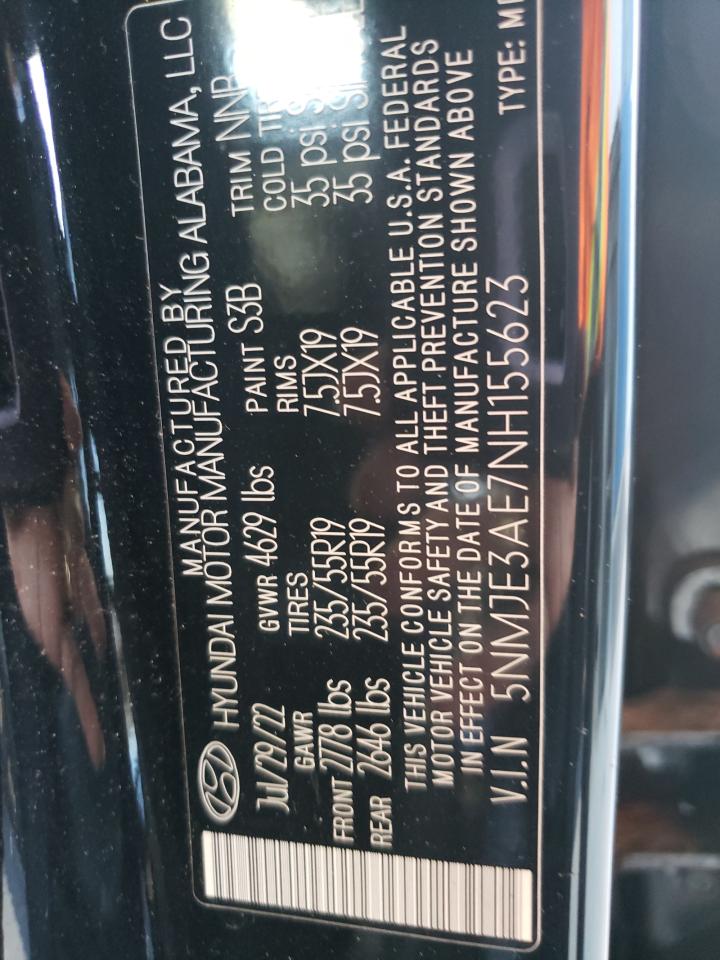 MANUFACTURED BY
HYUNDAI MOTOR MANUFACTURING ALABAMA, LLC
Jul/29/22 GVWR 4629 lbs PAINT S3B TRIM NNB
GAWR TIRES RIMS COLD
FRONT 2778 lbs 235/55R19 7.5JX19 35 psi
REAR 2646 lbs 235/55R19 7.5JX19 35 psi
THIS VEHICLE CONFORMS TO ALL APPLICABLE U.S.A. FEDERAL
MOTOR VEHICLE SAFETY AND THEFT PREVENTION STANDARDS
IN EFFECT ON THE DATE OF MANUFACTURE SHOWN ABOVE
V.I.N 5NMJE3AE7NH155623 TYPE: